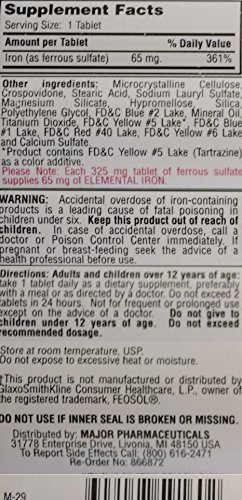 Supplement Facts
Serving Size: 1 Tablet
Amount per Tablet % Daily Value
Iron (as ferrous sulfate) 65 mg. 361%
Other ingredients: Microcrystalline Cellulose,
Crospovidone, Stearic Acid, Sodium Lauryl Sulfate,
Magnesium Silicate, Hypromellose, Silica,
Polyethylene Glycol, FD&C Blue #2 Lake, Mineral Oil,
Titanium Dioxide, FD&C Yellow #5 Lake*, FD&C Blue
#1 Lake, FD&C Red #40 Lake, FD&C Yellow #6 Lake
and Calcium Sulfate.
*Product contains FD&C Yellow #5 Lake (Tartrazine)
as a color additive.
Please Note: Each 325 mg tablet of ferrous sulfate
supplies 65 mg of ELEMENTAL IRON.
WARNING: Accidental overdose of iron-containing
products is a leading cause of fatal poisoning in
children under six. Keep this product out of reach of
children. In case of accidental overdose, call a
doctor or Poison Control Center immediately. If
pregnant or breast-feeding seek the advice of a
health professional before use.
Directions: Adults and children over 12 years of age:
take 1 tablet daily as a dietary supplement, preferably
with a meal or as directed by a doctor. Do not exceed 2
tablets in 24 hours. Not for frequent or prolonged use
except on the advice of a doctor. Do not give to
children under 12 years of age. Do not exceed
recommended dosage.
Store at room temperature, USP.
Do not expose to excessive heat or moisture.
†This product is not manufactured or distributed by
GlaxoSmithKline Consumer Healthcare, L.P., owner of
the registered trademark, FEOSOL®.
DO NOT USE IF INNER SEAL IS BROKEN OR MISSING.
Distributed by: MAJOR PHARMACEUTICALS
31778 Enterprise Drive, Livonia, MI 48150 USA
To Report Side Effects Call: (800) 616-2471
Re-Order No: 866872
M-29